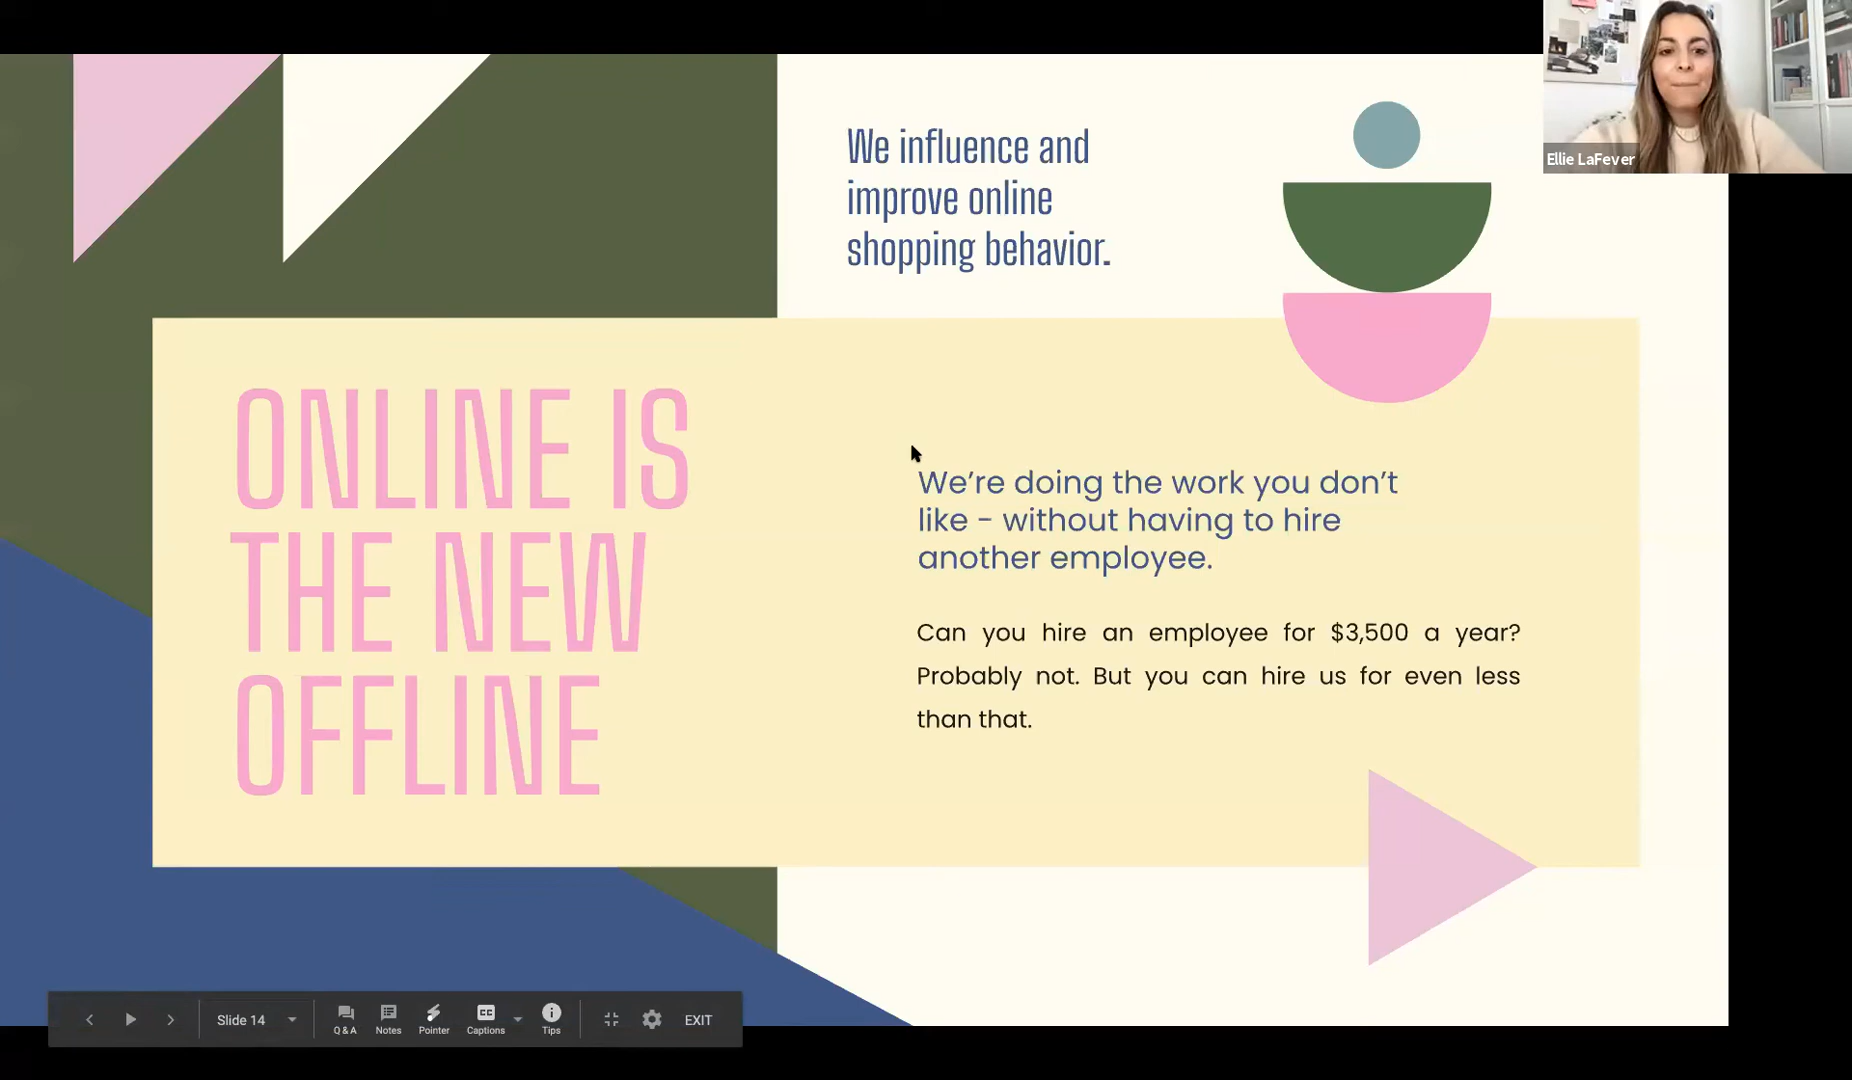 Ellie LaFever
We influence and
improve online
shopping behavior.
ONLINE IS
THE NEW
OFFLINE
We're doing the work you don't
like - without having to hire
another employee.
Can you hire an employee for $3,500 a year?
Probably not. But you can hire us for even less
than that.
Slide 14
Q & A
Notes
Pointer
CC
Captions
Tips
EXIT